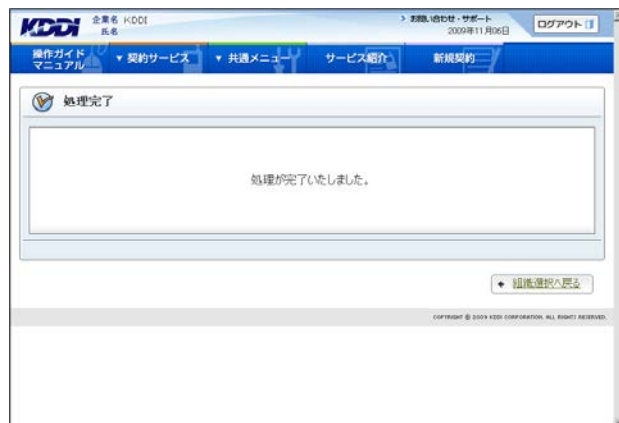 KDDI
企業名 KDDI
氏名
お問い合わせ・サポート
2009年11月06日
ログアウト
操作ガイド
マニュアル
▼ 契約サービス
▼ 共通メニュー
サービス紹介
新規契約
処理完了
処理が完了いたしました。
組織選択へ戻る
COPYRIGHT © 2009 KDDI CORPORATION. ALL RIGHTS RESERVED.